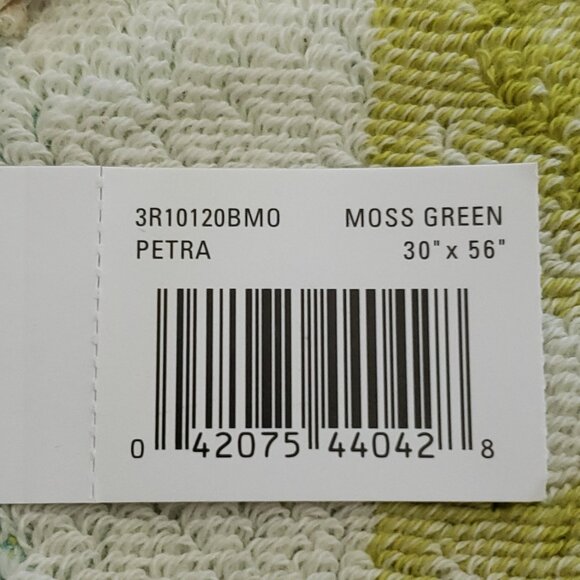 3R10120BMO MOSS GREEN
PETRA 30" x 56"
0 42075 44042 8